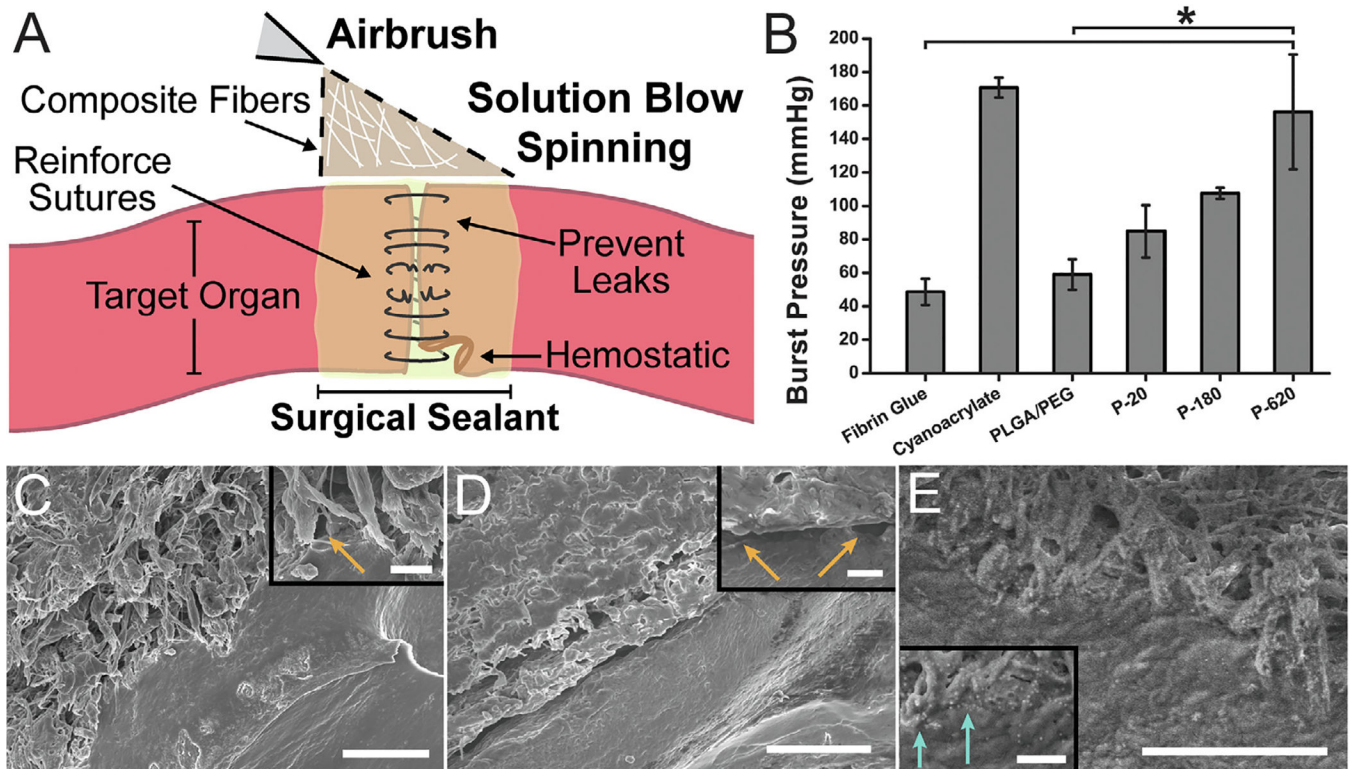 A
Airbrush
Composite Fibers
Solution Blow
Spinning
Reinforce
Sutures
Prevent
Leaks
Target Organ
Hemostatic
Surgical Sealant
B
*
Burst Pressure (mmHg)
200
180
160
140
120
100
80
60
40
20
0
Fibrin Glue
Cyanoacrylate
PLGA/PEG
P-20
P-180
P-620
C
D
E